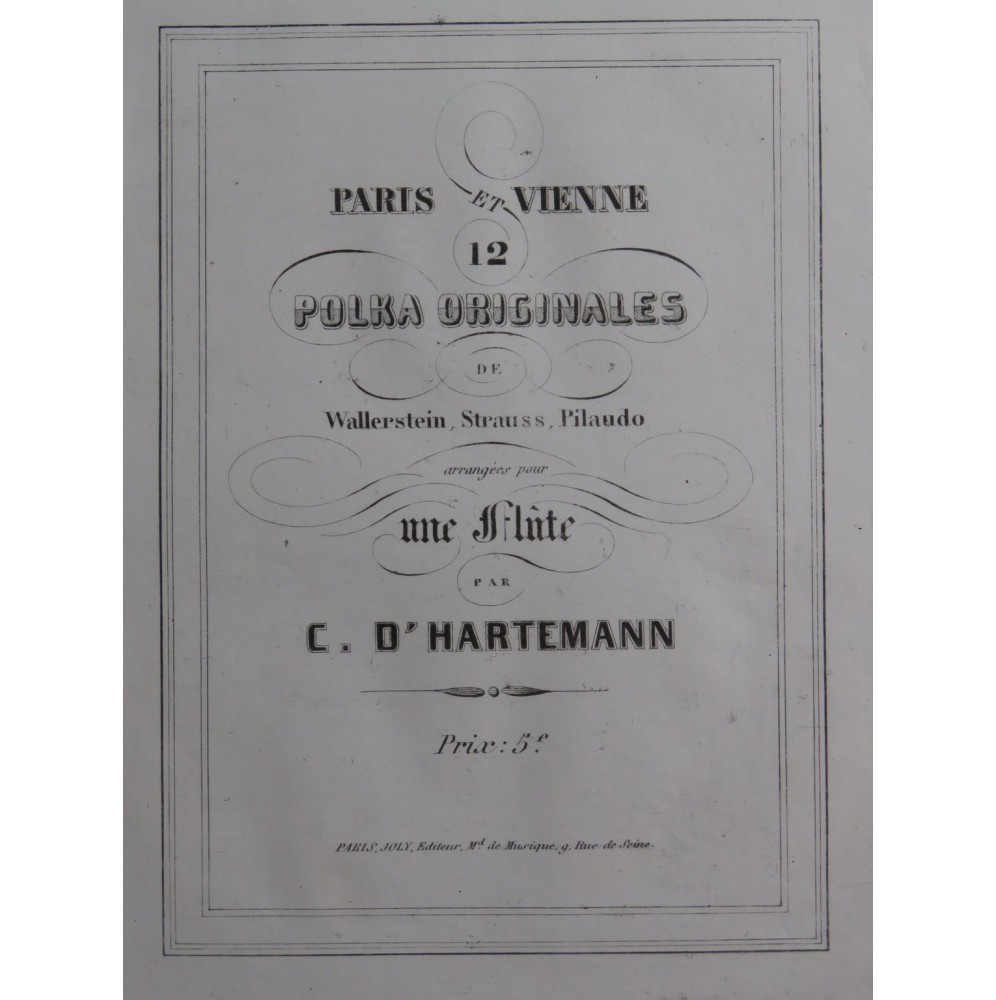 PARIS ET VIENNE
12
POLKA ORIGINALES
DE
Wallerstein, Strauss, Pilaudo
arrangées pour
une Flûte
PAR
C. D'HARTEMANN
Prix: 5f.
PARIS, JOLY, Editeur, Md. de Musique, 9, Rue de Seine.